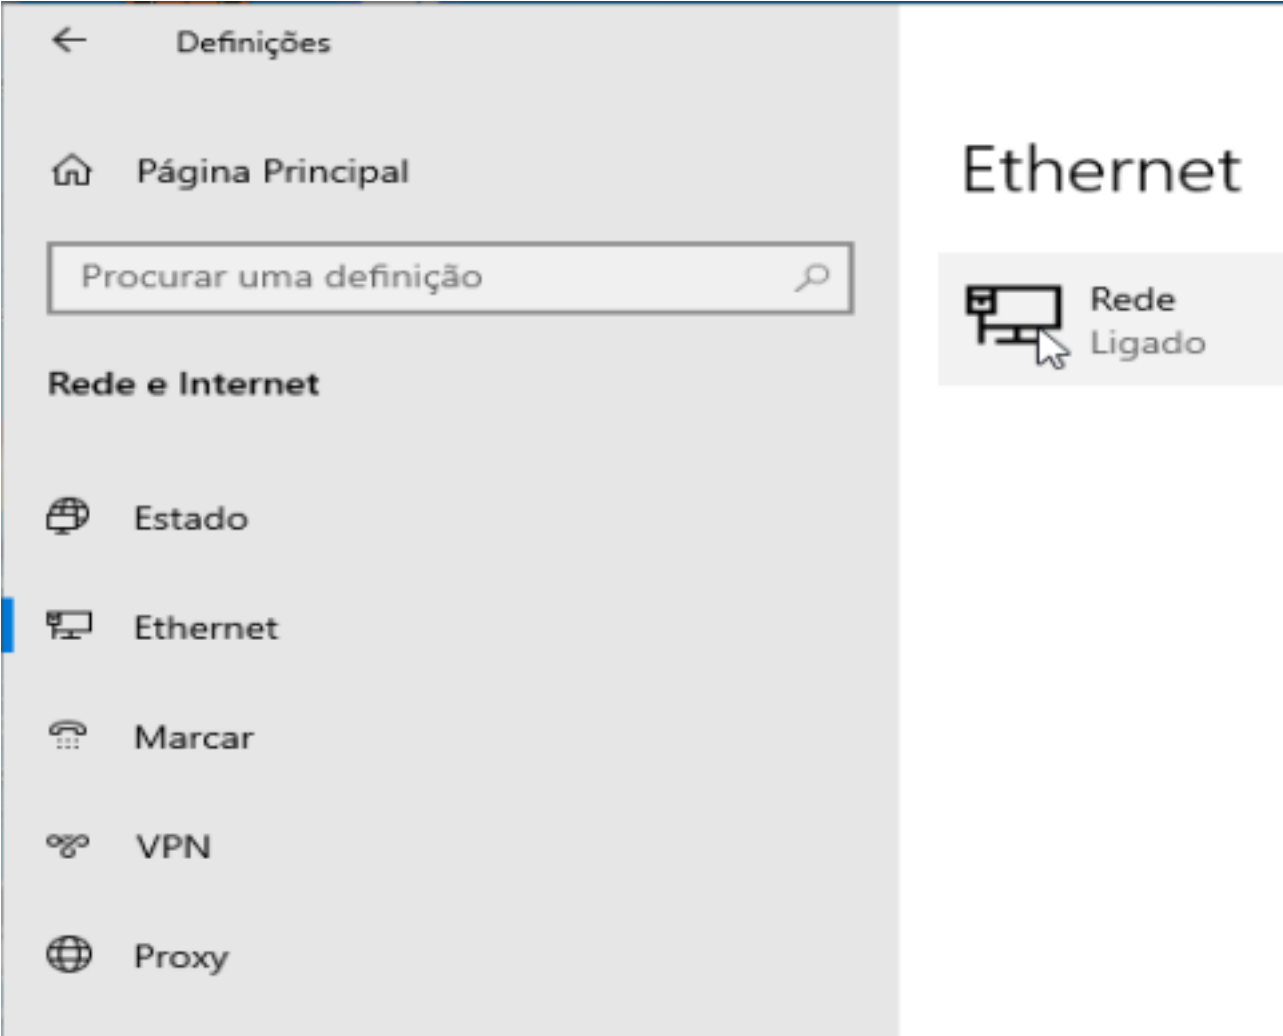 Definições
Página Principal
Procurar uma definição
Rede e Internet
Estado
Ethernet
Marcar
VPN
Proxy
Ethernet
Rede
Ligado